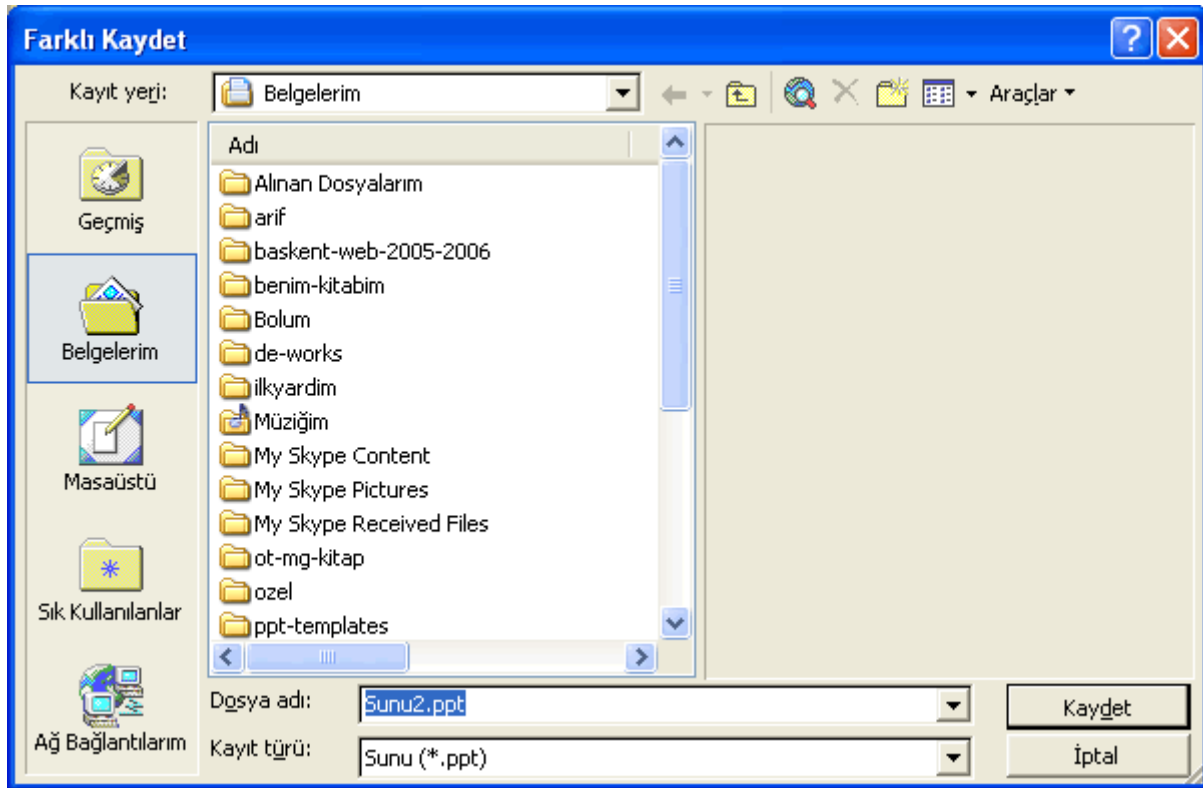 Farklı Kaydet
Kayıt yeri:
Belgelerim
Araçlar
Geçmiş
Belgelerim
Masaüstü
Sık Kullanılanlar
Ağ Bağlantılarım
Adı
Alınan Dosyalarım
arif
baskent-web-2005-2006
benim-kitabim
Bolum
de-works
ilkyardim
Müziğim
My Skype Content
My Skype Pictures
My Skype Received Files
ot-mg-kitap
ozel
ppt-templates
Dosya adı:
Sunu2.ppt
Kaydet
Kayıt türü:
Sunu (*.ppt)
İptal